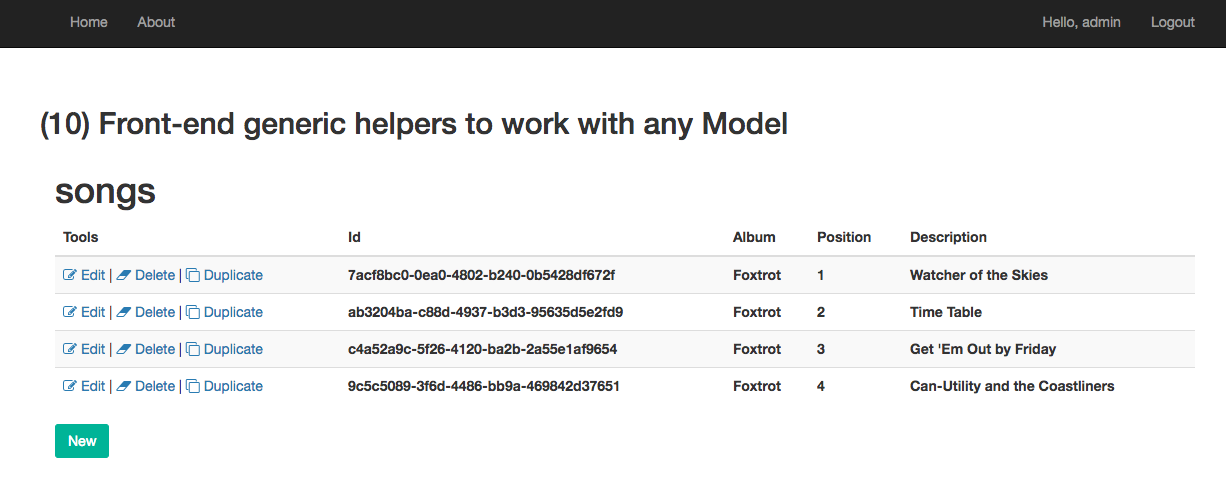 Home About Hello, admin Logout
(10) Front-end generic helpers to work with any Model
songs
Tools Id Album Position Description
Edit | Delete | Duplicate 7acf8bc0-0ea0-4802-b240-0b5428df672f Foxtrot 1 Watcher of the Skies
Edit | Delete | Duplicate ab3204ba-c88d-4937-b3d3-95635d5e2fd9 Foxtrot 2 Time Table
Edit | Delete | Duplicate c4a52a9c-5f26-4120-ba2b-2a55e1af9654 Foxtrot 3 Get 'Em Out by Friday
Edit | Delete | Duplicate 9c5c5089-3f6d-4486-bb9a-469842d37651 Foxtrot 4 Can-Utility and the Coastliners
New